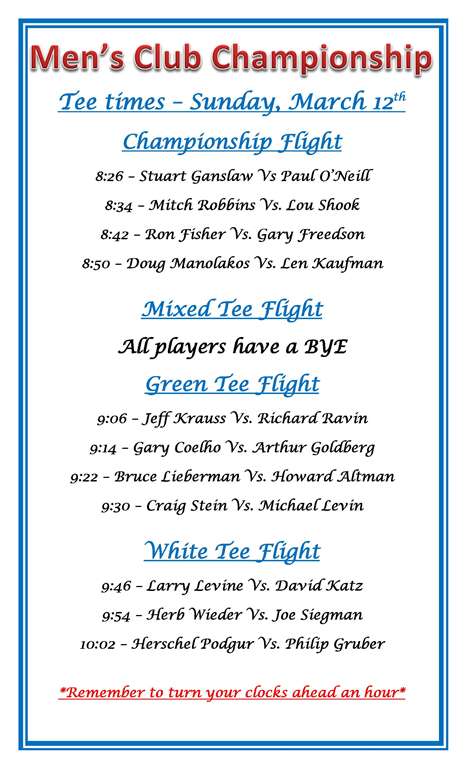 Men's Club Championship
Tee times – Sunday, March 12th
Championship Flight
8:26 – Stuart Ganslaw Vs Paul O'Neill
8:34 – Mitch Robbins Vs. Lou Shook
8:42 – Ron Fisher Vs. Gary Freedson
8:50 – Doug Manolakos Vs. Len Kaufman
Mixed Tee Flight
All players have a BYE
Green Tee Flight
9:06 – Jeff Krauss Vs. Richard Ravin
9:14 – Gary Coelho Vs. Arthur Goldberg
9:22 – Bruce Lieberman Vs. Howard Altman
9:30 – Craig Stein Vs. Michael Levin
White Tee Flight
9:46 – Larry Levine Vs. David Katz
9:54 – Herb Wieder Vs. Joe Siegman
10:02 – Herschel Podgur Vs. Philip Gruber
*Remember to turn your clocks ahead an hour*